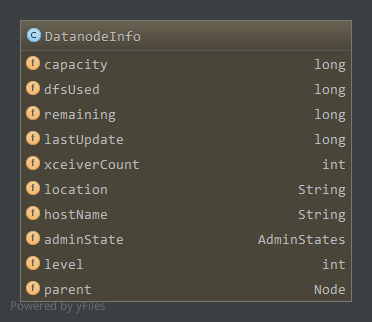 C DatanodeInfo
f capacity long
f dfsUsed long
f remaining long
f lastUpdate long
f xceiverCount int
f location String
f hostName String
f adminState AdminStates
f level int
f parent Node
Powered by yFiles